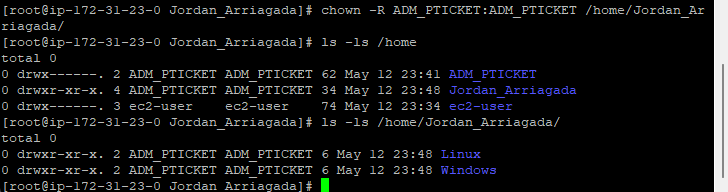 [root@ip-172-31-23-0 Jordan_Arriagada]# chown -R ADM_PTICKET:ADM_PTICKET /home/Jordan_Ar
riagada/
[root@ip-172-31-23-0 Jordan_Arriagada]# ls -ls /home
total 0
0 drwx------. 2 ADM_PTICKET ADM_PTICKET 62 May 12 23:41 ADM_PTICKET
0 drwxr-xr-x. 4 ADM_PTICKET ADM_PTICKET 34 May 12 23:48 Jordan_Arriagada
0 drwx------. 3 ec2-user    ec2-user    74 May 12 23:34 ec2-user
[root@ip-172-31-23-0 Jordan_Arriagada]# ls -ls /home/Jordan_Arriagada/
total 0
0 drwxr-xr-x. 2 ADM_PTICKET ADM_PTICKET 6 May 12 23:48 Linux
0 drwxr-xr-x. 2 ADM_PTICKET ADM_PTICKET 6 May 12 23:48 Windows
[root@ip-172-31-23-0 Jordan_Arriagada]#